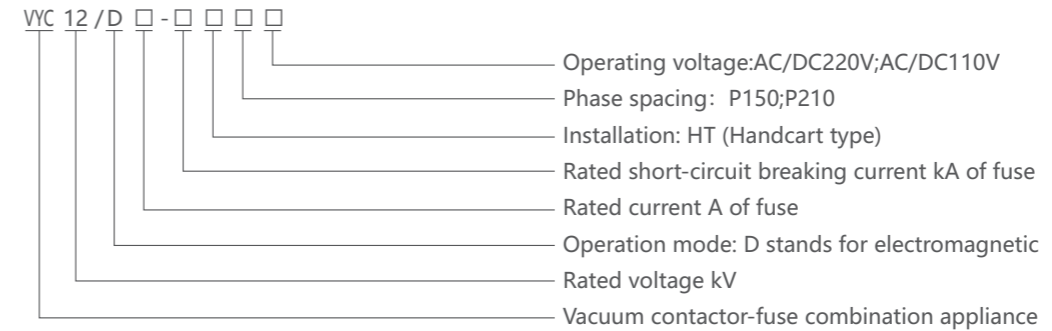 VYC 12 / D □ - □ □ □ □
Operating voltage:AC/DC220V;AC/DC110V
Phase spacing: P150;P210
Installation: HT (Handcart type)
Rated short-circuit breaking current kA of fuse
Rated current A of fuse
Operation mode: D stands for electromagnetic
Rated voltage kV
Vacuum contactor-fuse combination appliance